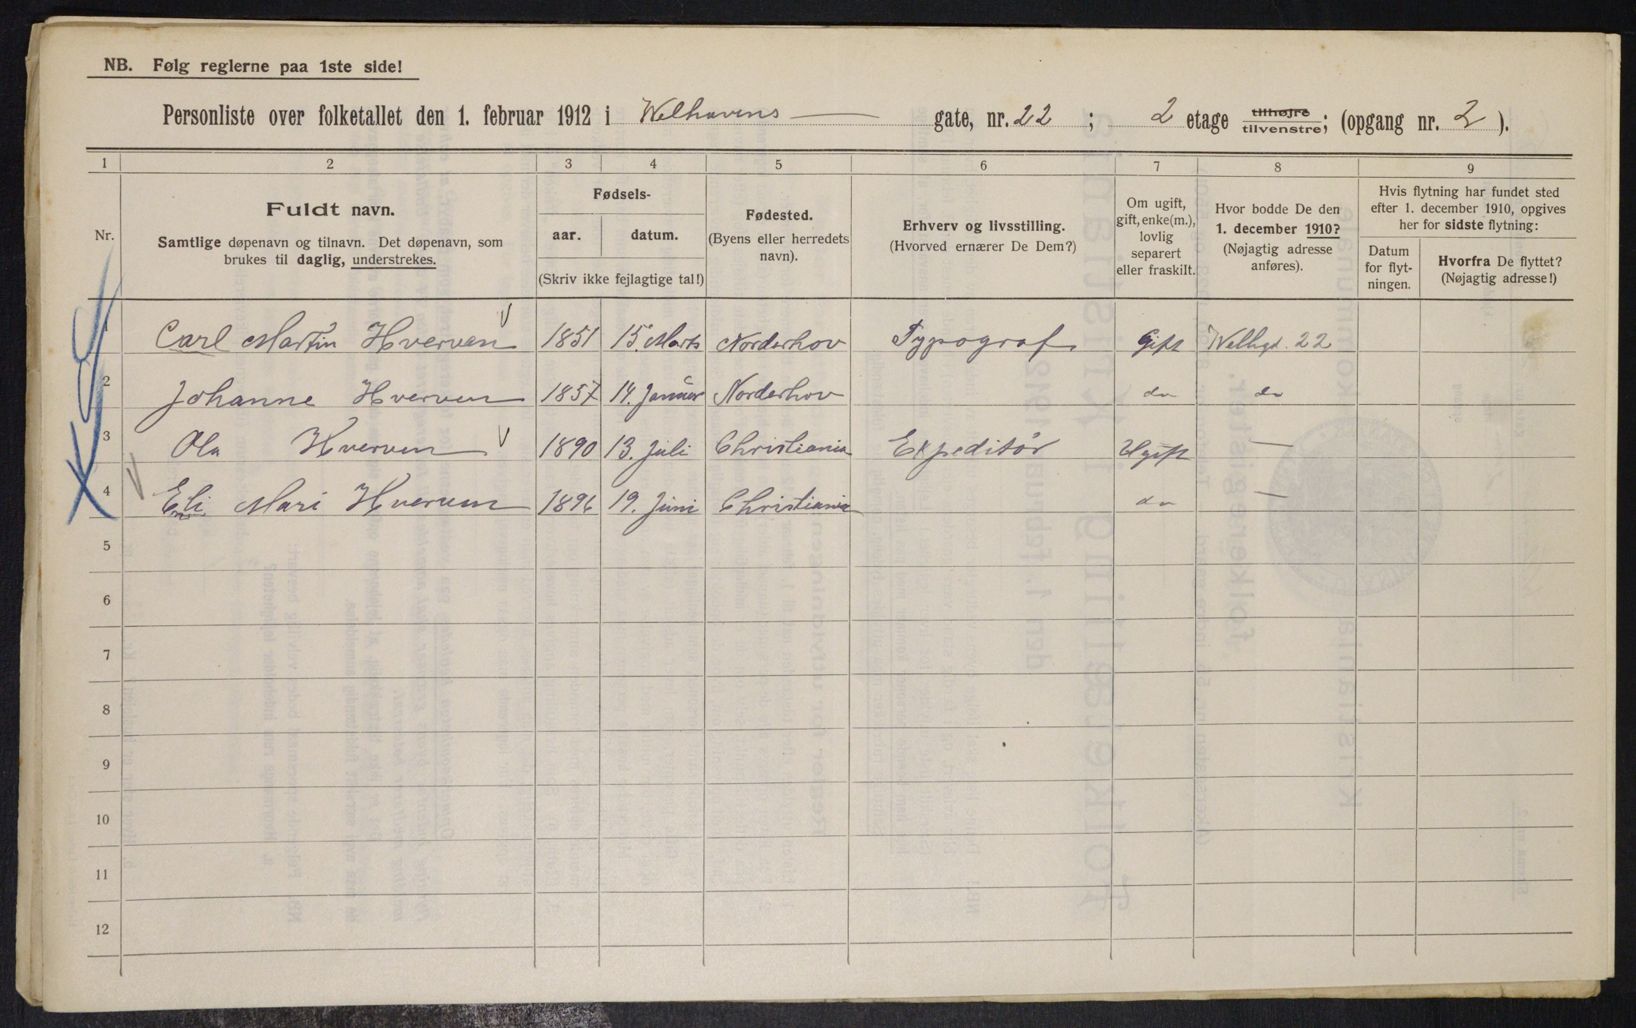 NB. Følg reglerne paa 1ste side!
Personliste over folketallet den 1. februar 1912 i Welhavens gate, nr. 22 ; 2 etage tilhøjre tilvenstre; (opgang nr. 2 ).
1 2 3 4 5 6 7 8 9
Nr.
Fuldt navn.
Samtlige døpenavn og tilnavn. Det døpenavn, som
brukes til daglig, understrekes.
Fødsels-
aar. datum.
(Skriv ikke fejlagtige tal!)
Fødested.
(Byens eller herredets
navn).
Erhverv og livsstilling.
(Hvorved ernærer De Dem?)
Om ugift,
gift, enke(m.),
lovlig
separert
eller fraskilt.
Hvor bodde De den
1. december 1910?
(Nøjagtig adresse
anføres).
Hvis flytning har fundet sted
efter 1. december 1910, opgives
her for sidste flytning:
Datum
for flyt-
ningen.
Hvorfra De flyttet?
(Nøjagtig adresse!)
1 Carl Martin Hverven 1851 15. Marts Norderhov Typograf Gift Welhgd. 22
2 Johanne Hverven 1857 14. Januar Norderhov do do
3 Ola Hverven 1890 13. Juli Christiania Expeditør Ugift —
4 Eli Mari Hverven 1896 19. Juni Christiania do —
5
6
7
8
9
10
11
12